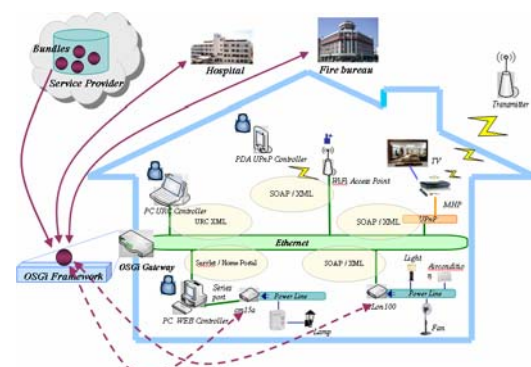 Bundles
Service Provider
Hospital
Fire bureau
Transmitter
PDA UPnP Controller
WiFi Access Point
TV
MHP
UPnP
PC URC Controller
URC XML
SOAP / XML
SOAP / XML
Ethernet
OSGi Framework
OSGi Gateway
Servlet / Home Portal
SOAP / XML
Light
Series
port
cm15a
Power Line
iLon100
Power Line
PC WEB Controller
Lamp
Fan